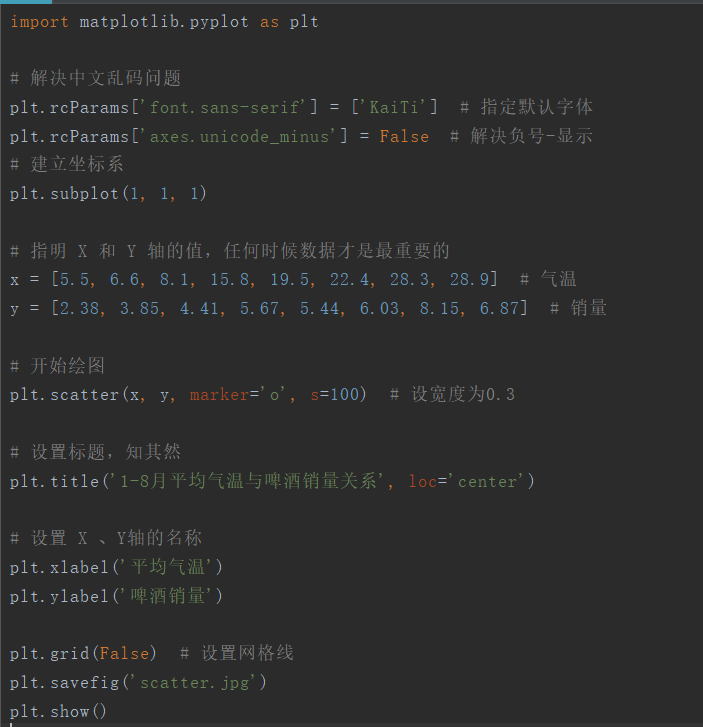 import matplotlib.pyplot as plt
# 解决中文乱码问题
plt.rcParams['font.sans-serif'] = ['KaiTi']  # 指定默认字体
plt.rcParams['axes.unicode_minus'] = False  # 解决负号-显示
# 建立坐标系
plt.subplot(1, 1, 1)
# 指明 X 和 Y 轴的值，任何时候数据才是最重要的
x = [5.5, 6.6, 8.1, 15.8, 19.5, 22.4, 28.3, 28.9]  # 气温
y = [2.38, 3.85, 4.41, 5.67, 5.44, 6.03, 8.15, 6.87]  # 销量
# 开始绘图
plt.scatter(x, y, marker='o', s=100)  # 设宽度为0.3
# 设置标题，知其然
plt.title('1-8月平均气温与啤酒销量关系', loc='center')
# 设置 X 、Y轴的名称
plt.xlabel('平均气温')
plt.ylabel('啤酒销量')
plt.grid(False)  # 设置网格线
plt.savefig('scatter.jpg')
plt.show()